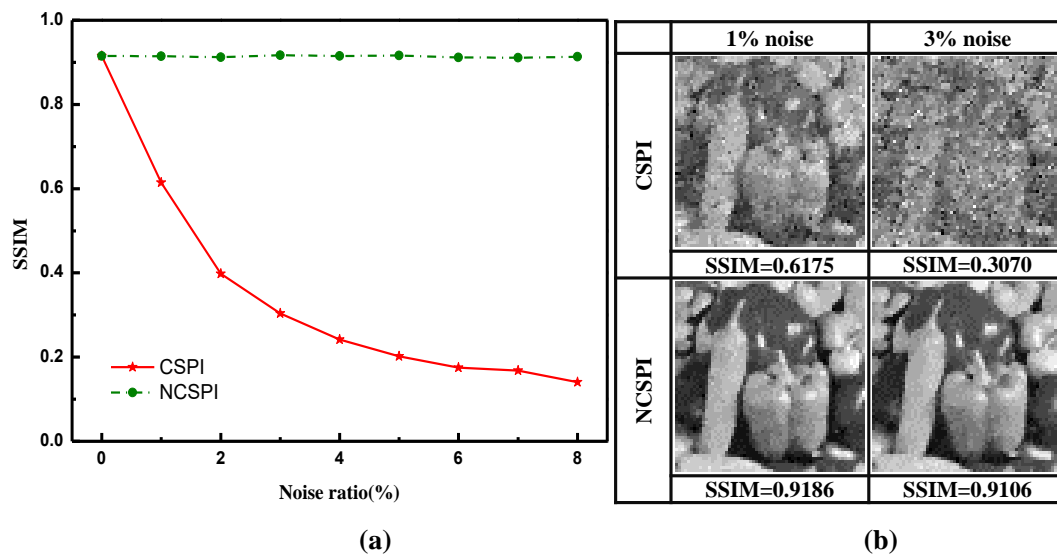 1.0
0.8
0.6
0.4
0.2
0.0
SSIM
CSPI
NCSPI
0 2 4 6 8
Noise ratio(%)
(a)
1% noise 3% noise
CSPI
SSIM=0.6175 SSIM=0.3070
NCSPI
SSIM=0.9186 SSIM=0.9106
(b)